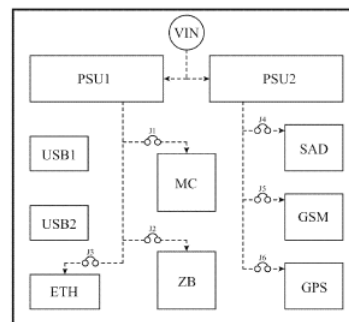 VIN
PSU1 PSU2
J1 J4
USB1 SAD
MC
J5
USB2 GSM
J2
J3 J6
ETH ZB GPS